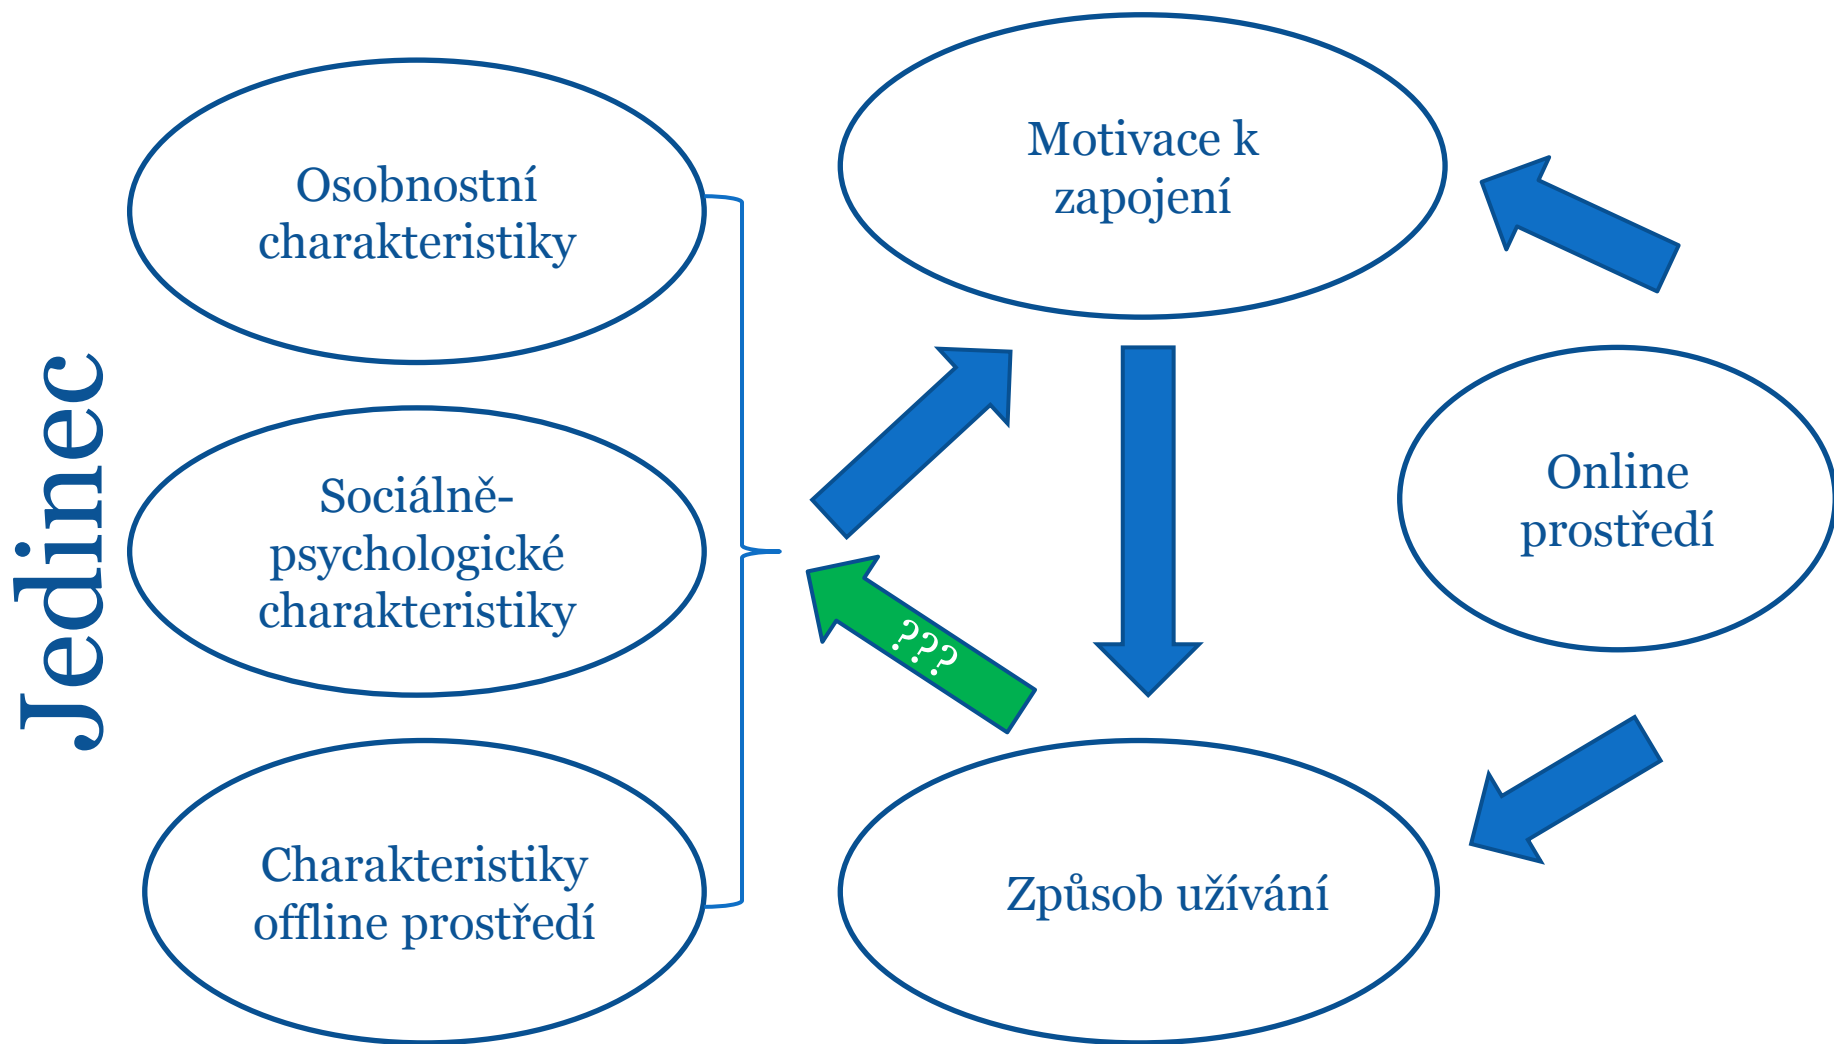 Jedinec
Osobnostní
charakteristiky
Sociálně-
psychologické
charakteristiky
Charakteristiky
offline prostředí
Motivace k
zapojení
???
Způsob užívání
Online
prostředí